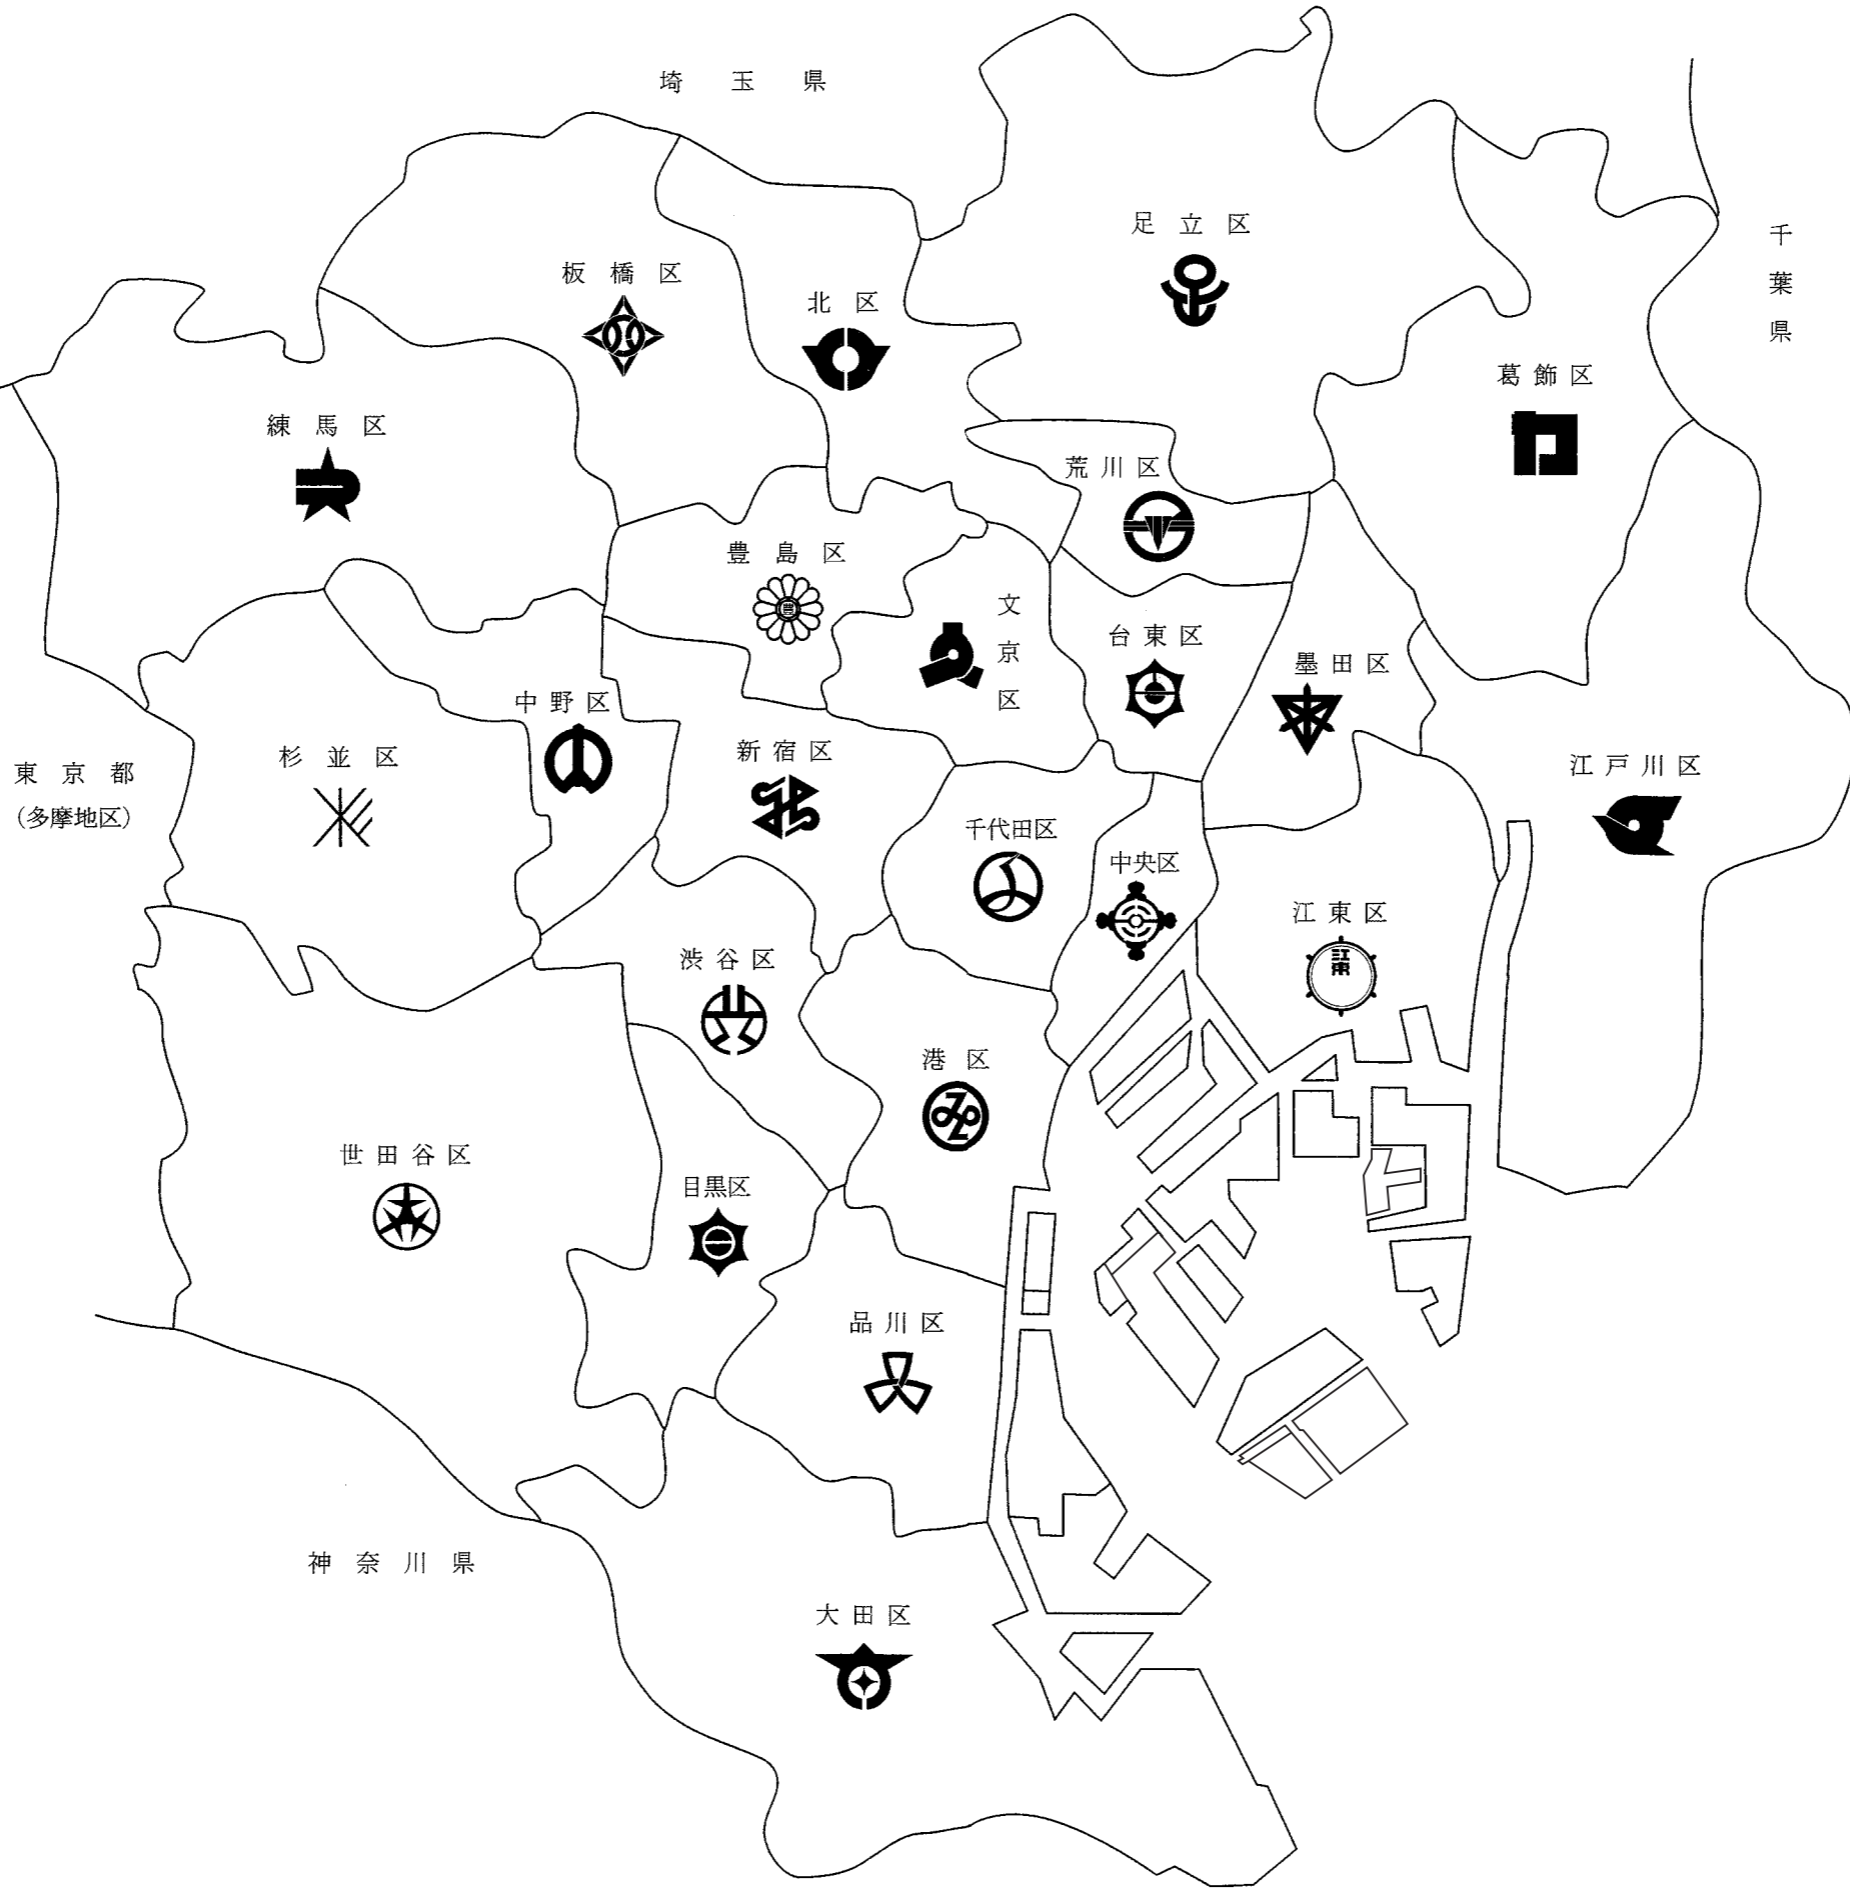 埼玉県
足立区
千葉県
板橋区
北区
葛飾区
練馬区
荒川区
豊島区
豊
文京区
台東区
墨田区
中野区
新宿区
杉並区
江戸川区
東京都
(多摩地区)
千代田区
中央区
江東区
江東
渋谷区
港区
世田谷区
目黒区
品川区
神奈川県
大田区